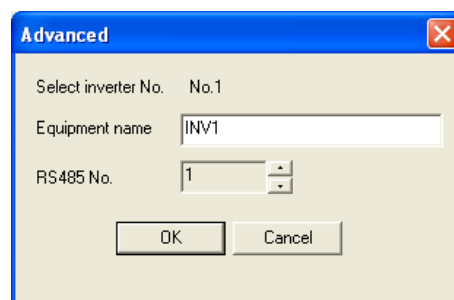 Advanced
Select inverter No. No.1
Equipment name INV1
RS485 No. 1
OK Cancel